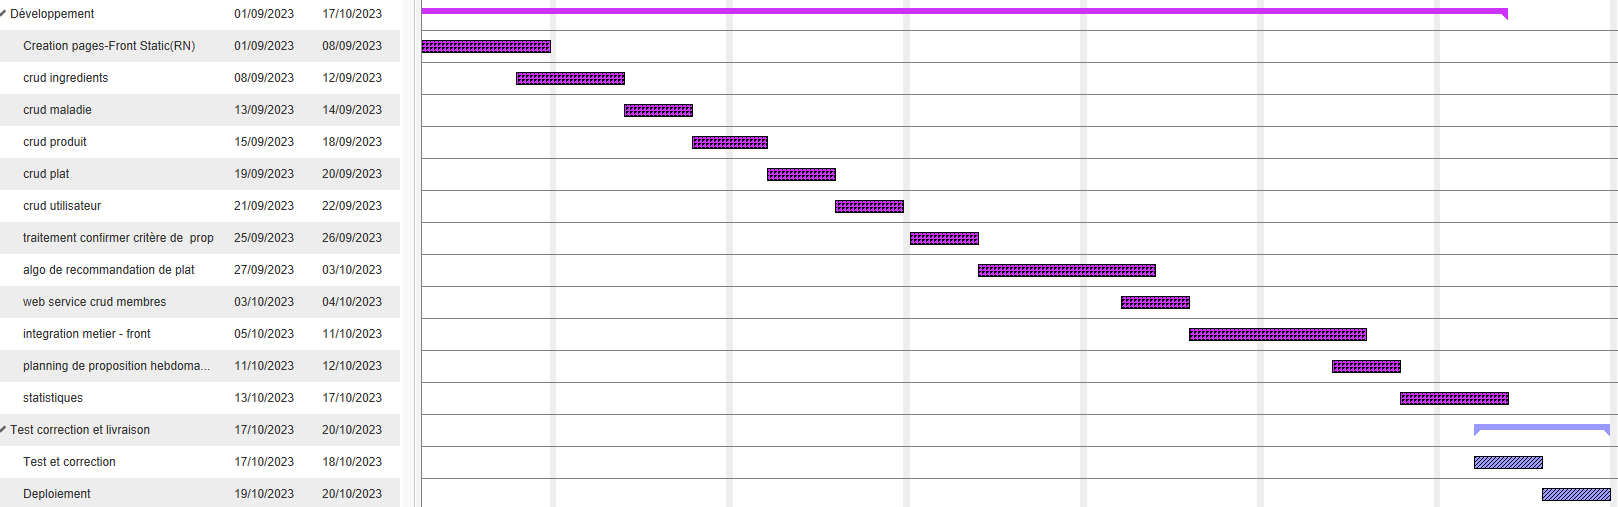 Développement 01/09/2023 17/10/2023
Creation pages-Front Static(RN) 01/09/2023 08/09/2023
crud ingredients 08/09/2023 12/09/2023
crud maladie 13/09/2023 14/09/2023
crud produit 15/09/2023 18/09/2023
crud plat 19/09/2023 20/09/2023
crud utilisateur 21/09/2023 22/09/2023
traitement confirmer critère de  prop 25/09/2023 26/09/2023
algo de recommandation de plat 27/09/2023 03/10/2023
web service crud membres 03/10/2023 04/10/2023
integration metier - front 05/10/2023 11/10/2023
planning de proposition hebdoma... 11/10/2023 12/10/2023
statistiques 13/10/2023 17/10/2023
Test correction et livraison 17/10/2023 20/10/2023
Test et correction 17/10/2023 18/10/2023
Deploiement 19/10/2023 20/10/2023